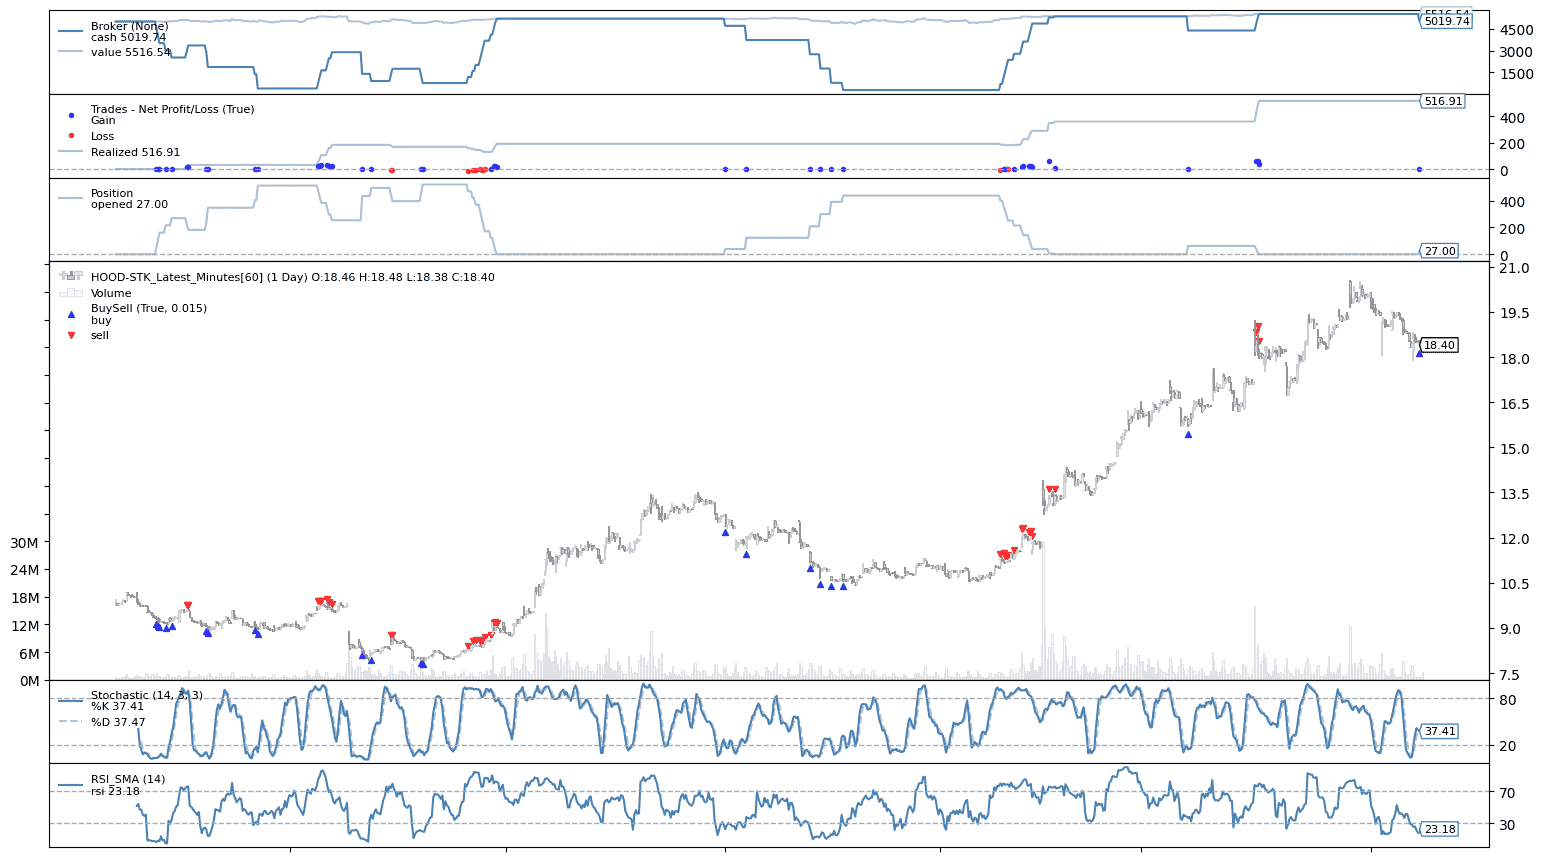 Broker (None)
cash 5019.74
value 5516.54
5516.54
5019.74
4500
3000
1500
Trades - Net Profit/Loss (True)
Gain
Loss
Realized 516.91
516.91
400
200
0
Position
opened 27.00
400
200
0
27.00
HOOD-STK_Latest_Minutes[60] (1 Day) O:18.46 H:18.48 L:18.38 C:18.40
Volume
BuySell (True, 0.015)
buy
sell
21.0
19.5
18.40
18.0
16.5
15.0
13.5
12.0
10.5
9.0
7.5
30M
24M
18M
12M
6M
0M
Stochastic (14, 3, 3)
%K 37.41
%D 37.47
80
37.41
20
RSI_SMA (14)
rsi 23.18
70
30
23.18